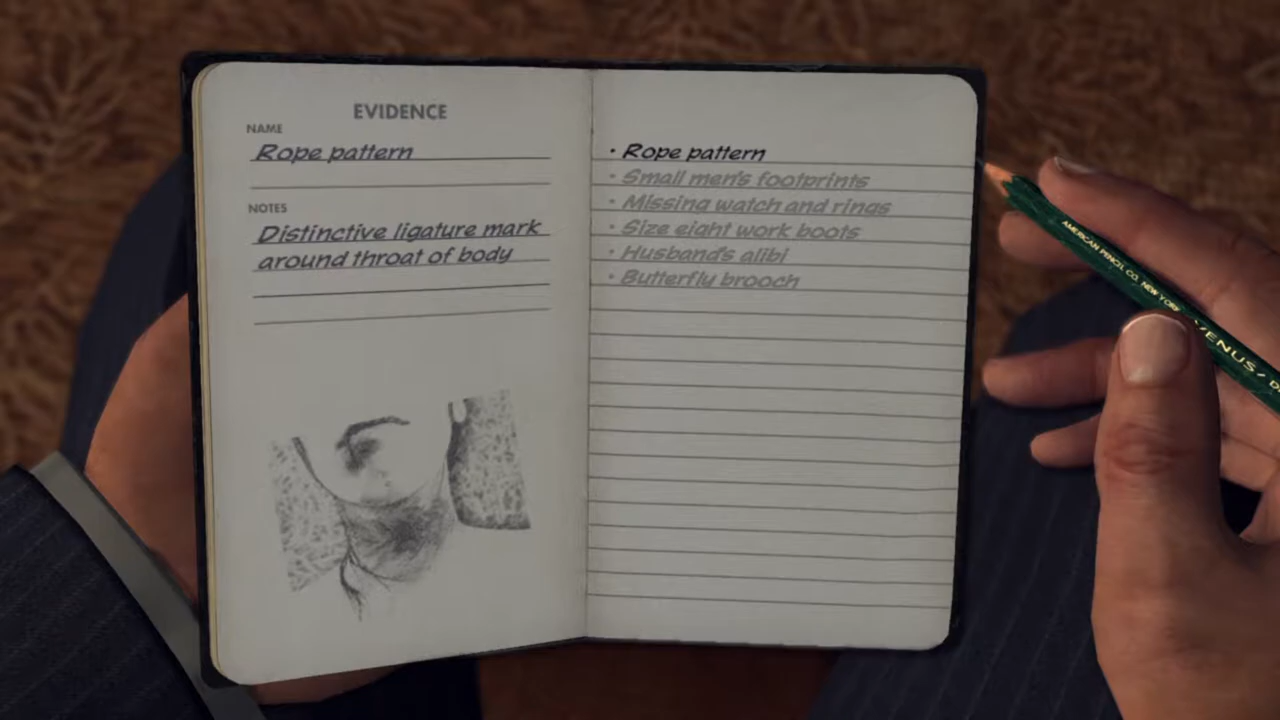 EVIDENCE
NAME
Rope pattern
NOTES
Distinctive ligature mark
around throat of body
• Rope pattern
• Small men's footprints
• Missing watch and rings
• Size eight work boots
• Husband's alibi
• Butterfly brooch
AMERICAN PENCIL CO. NEW YORK
VENUS